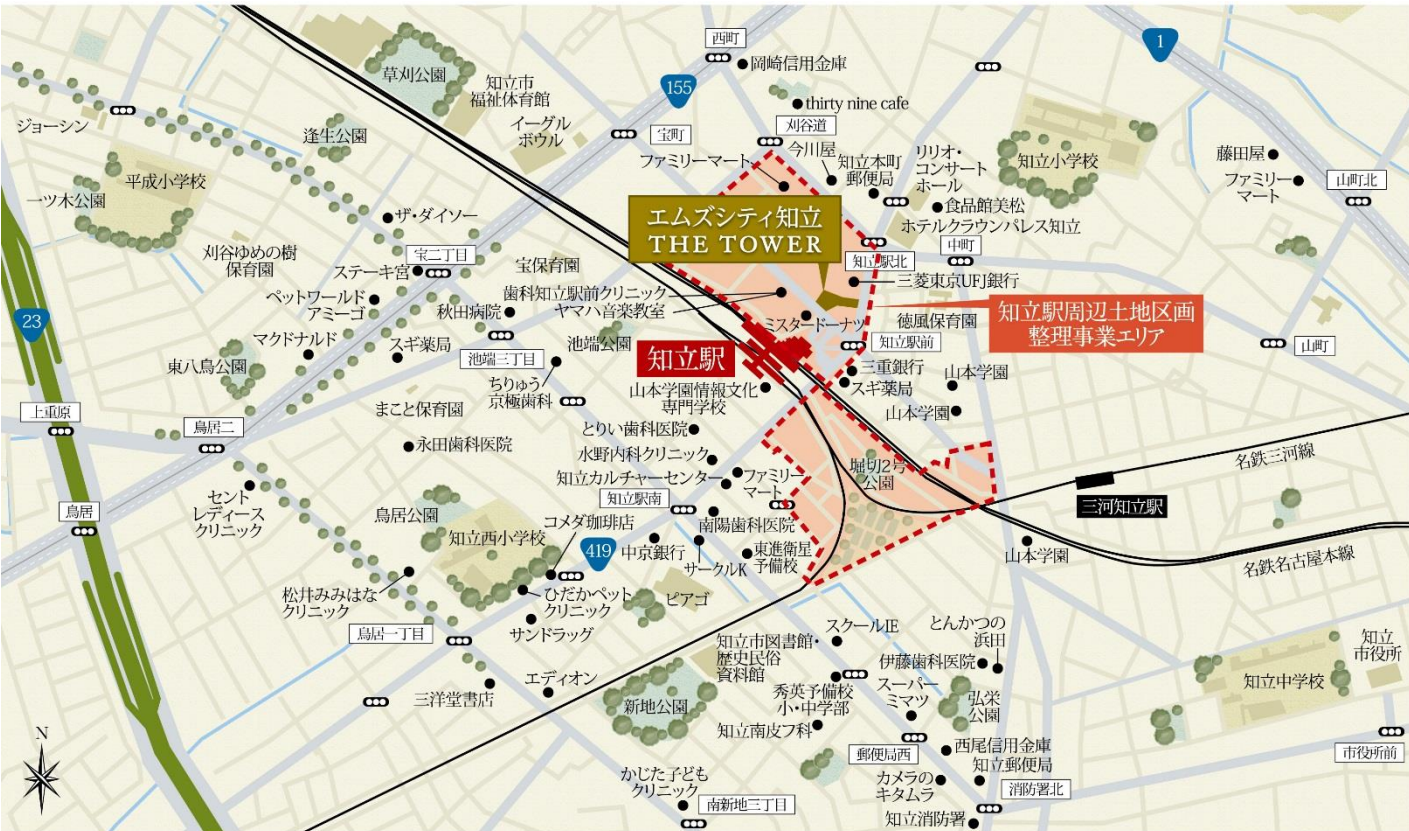 西町
岡崎信用金庫
1
草刈公園
知立市
福祉体育館
155
thirty nine cafe
ジョーシン
逢生公園
イーグル
ボウル
宝町
刈谷道
ファミリーマート
今川屋
知立本町
郵便局
リリオ・
コンサート
ホール
知立小学校
藤田屋
ファミリー
マート
山町北
平成小学校
一ツ木公園
ザ・ダイソー
エムズシティ知立
THE TOWER
食品館美松
ホテルクラウンパレス知立
中町
刈谷ゆめの樹
保育園
宝二丁目
ステーキ宮
宝保育園
知立駅北
三菱東京UFJ銀行
ペットワールド
アミーゴ
秋田病院
歯科知立駅前クリニック
ヤマハ音楽教室
知立駅周辺土地区画
整理事業エリア
23
マクドナルド
スギ薬局
池端三丁目
池端公園
ミスタードーナツ
徳風保育園
知立駅前
山町
知立駅
東八鳥公園
ちりゅう
京極歯科
三重銀行
スギ薬局
山本学園
山本学園情報文化
専門学校
山本学園
上重原
鳥居二
まこと保育園
永田歯科医院
とりい歯科医院
水野内科クリニック
知立カルチャーセンター
ファミリー
マート
堀切2号
公園
名鉄三河線
三河知立駅
セント
レディース
クリニック
鳥居
鳥居公園
知立駅南
南陽歯科医院
知立西小学校
コメダ珈琲店
419
中京銀行
サークルK
東進衛星
予備校
山本学園
名鉄名古屋本線
松井みみはな
クリニック
ひだかペット
クリニック
ピアゴ
サンドラッグ
鳥居一丁目
知立市図書館・
歴史民俗
資料館
スクールIE
とんかつの
浜田
知立
市役所
伊藤歯科医院
三洋堂書店
エディオン
新地公園
秀英予備校
小・中学部
スーパー
ミマツ
弘栄
公園
知立中学校
知立南皮フ科
郵便局西
西尾信用金庫
知立郵便局
市役所前
N
かじた子ども
クリニック
カメラの
キタムラ
消防署北
南新地三丁目
知立消防署